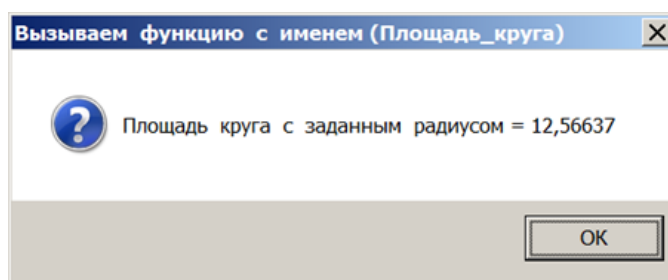 Вызываем функцию с именем (Площадь_круга)
Площадь круга с заданным радиусом = 12,56637
OK